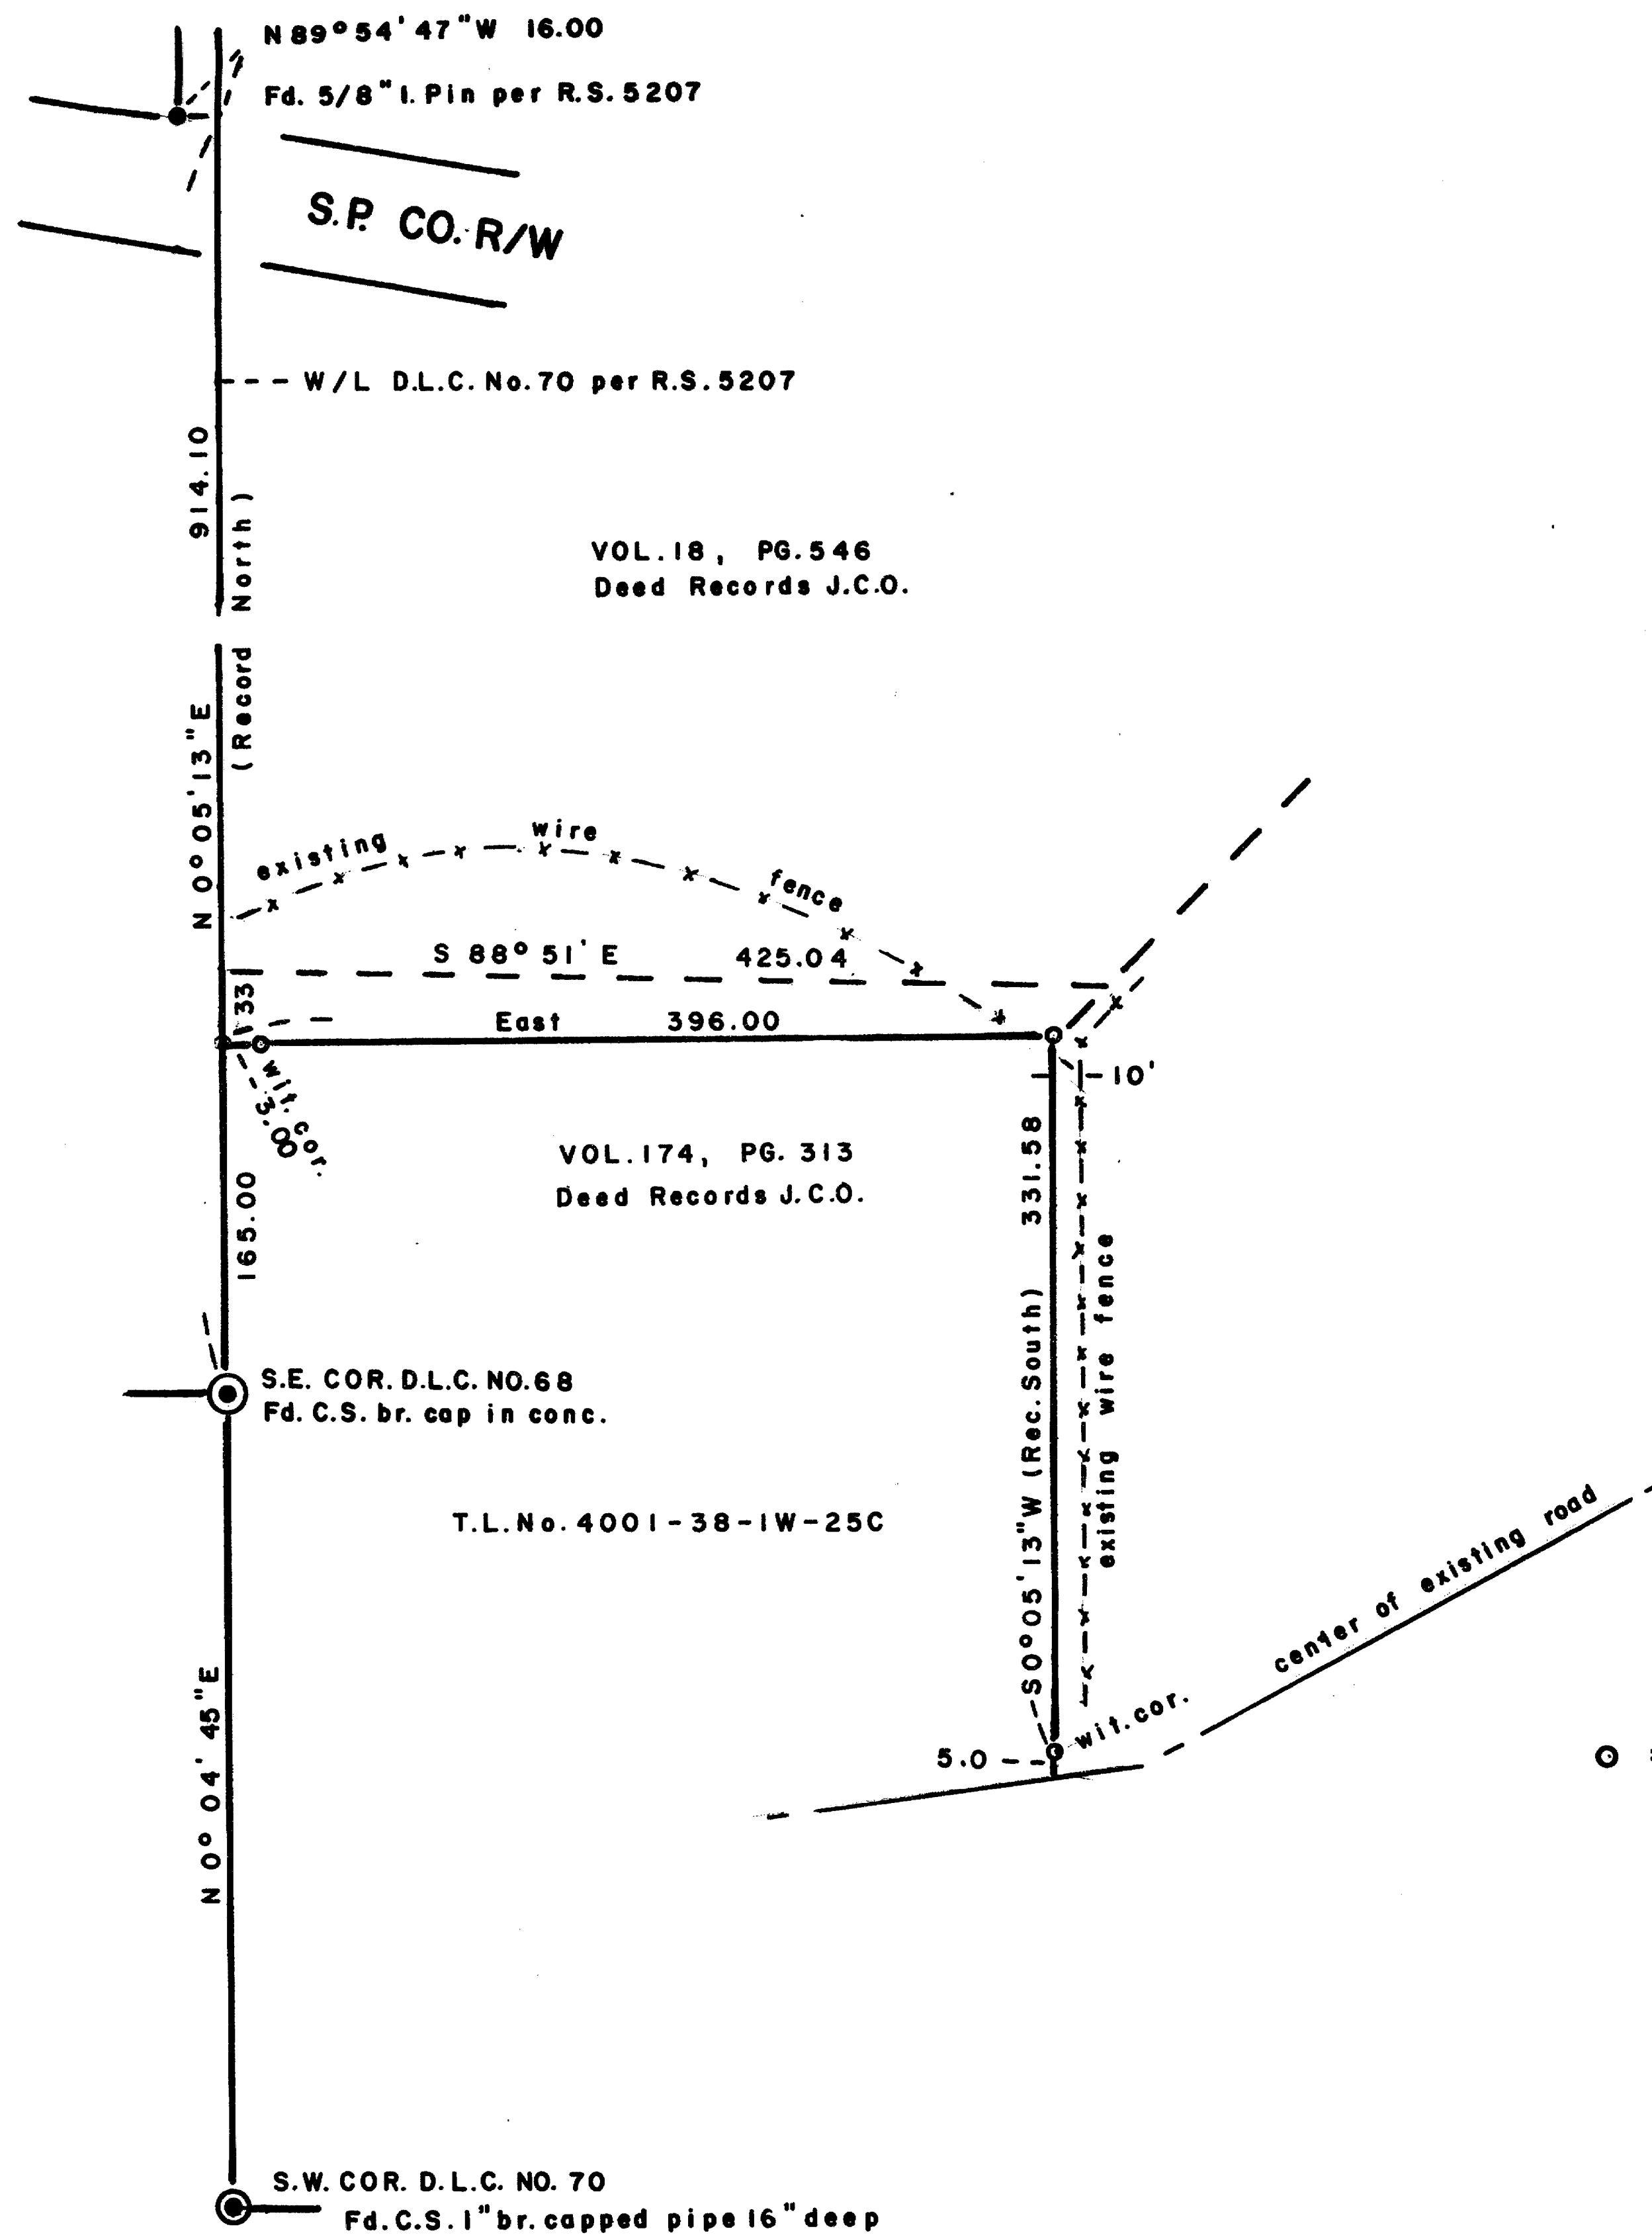 N 89° 54' 47" W 16.00
Fd. 5/8" I. Pin per R.S. 5207
S.P. CO. R/W
W/L D.L.C. No. 70 per R.S. 5207
914.10
(Record North)
N 0° 05' 13" E
VOL. 18, PG. 546
Deed Records J.C.O.
existing wire fence
S 88° 51' E 425.04
33
East 396.00
wit. cor.
3.00
10'
VOL. 174, PG. 313
Deed Records J.C.O.
165.00
S 0° 05' 13" W (Rec. South) 331.58
existing wire fence
S.E. COR. D.L.C. NO. 68
Fd. C.S. br. cap in conc.
T.L. No. 4001-38-1W-25C
center of existing road
N 0° 04' 45" E
wit. cor.
5.0
S.W. COR. D.L.C. NO. 70
Fd. C.S. 1" br. capped pipe 16" deep